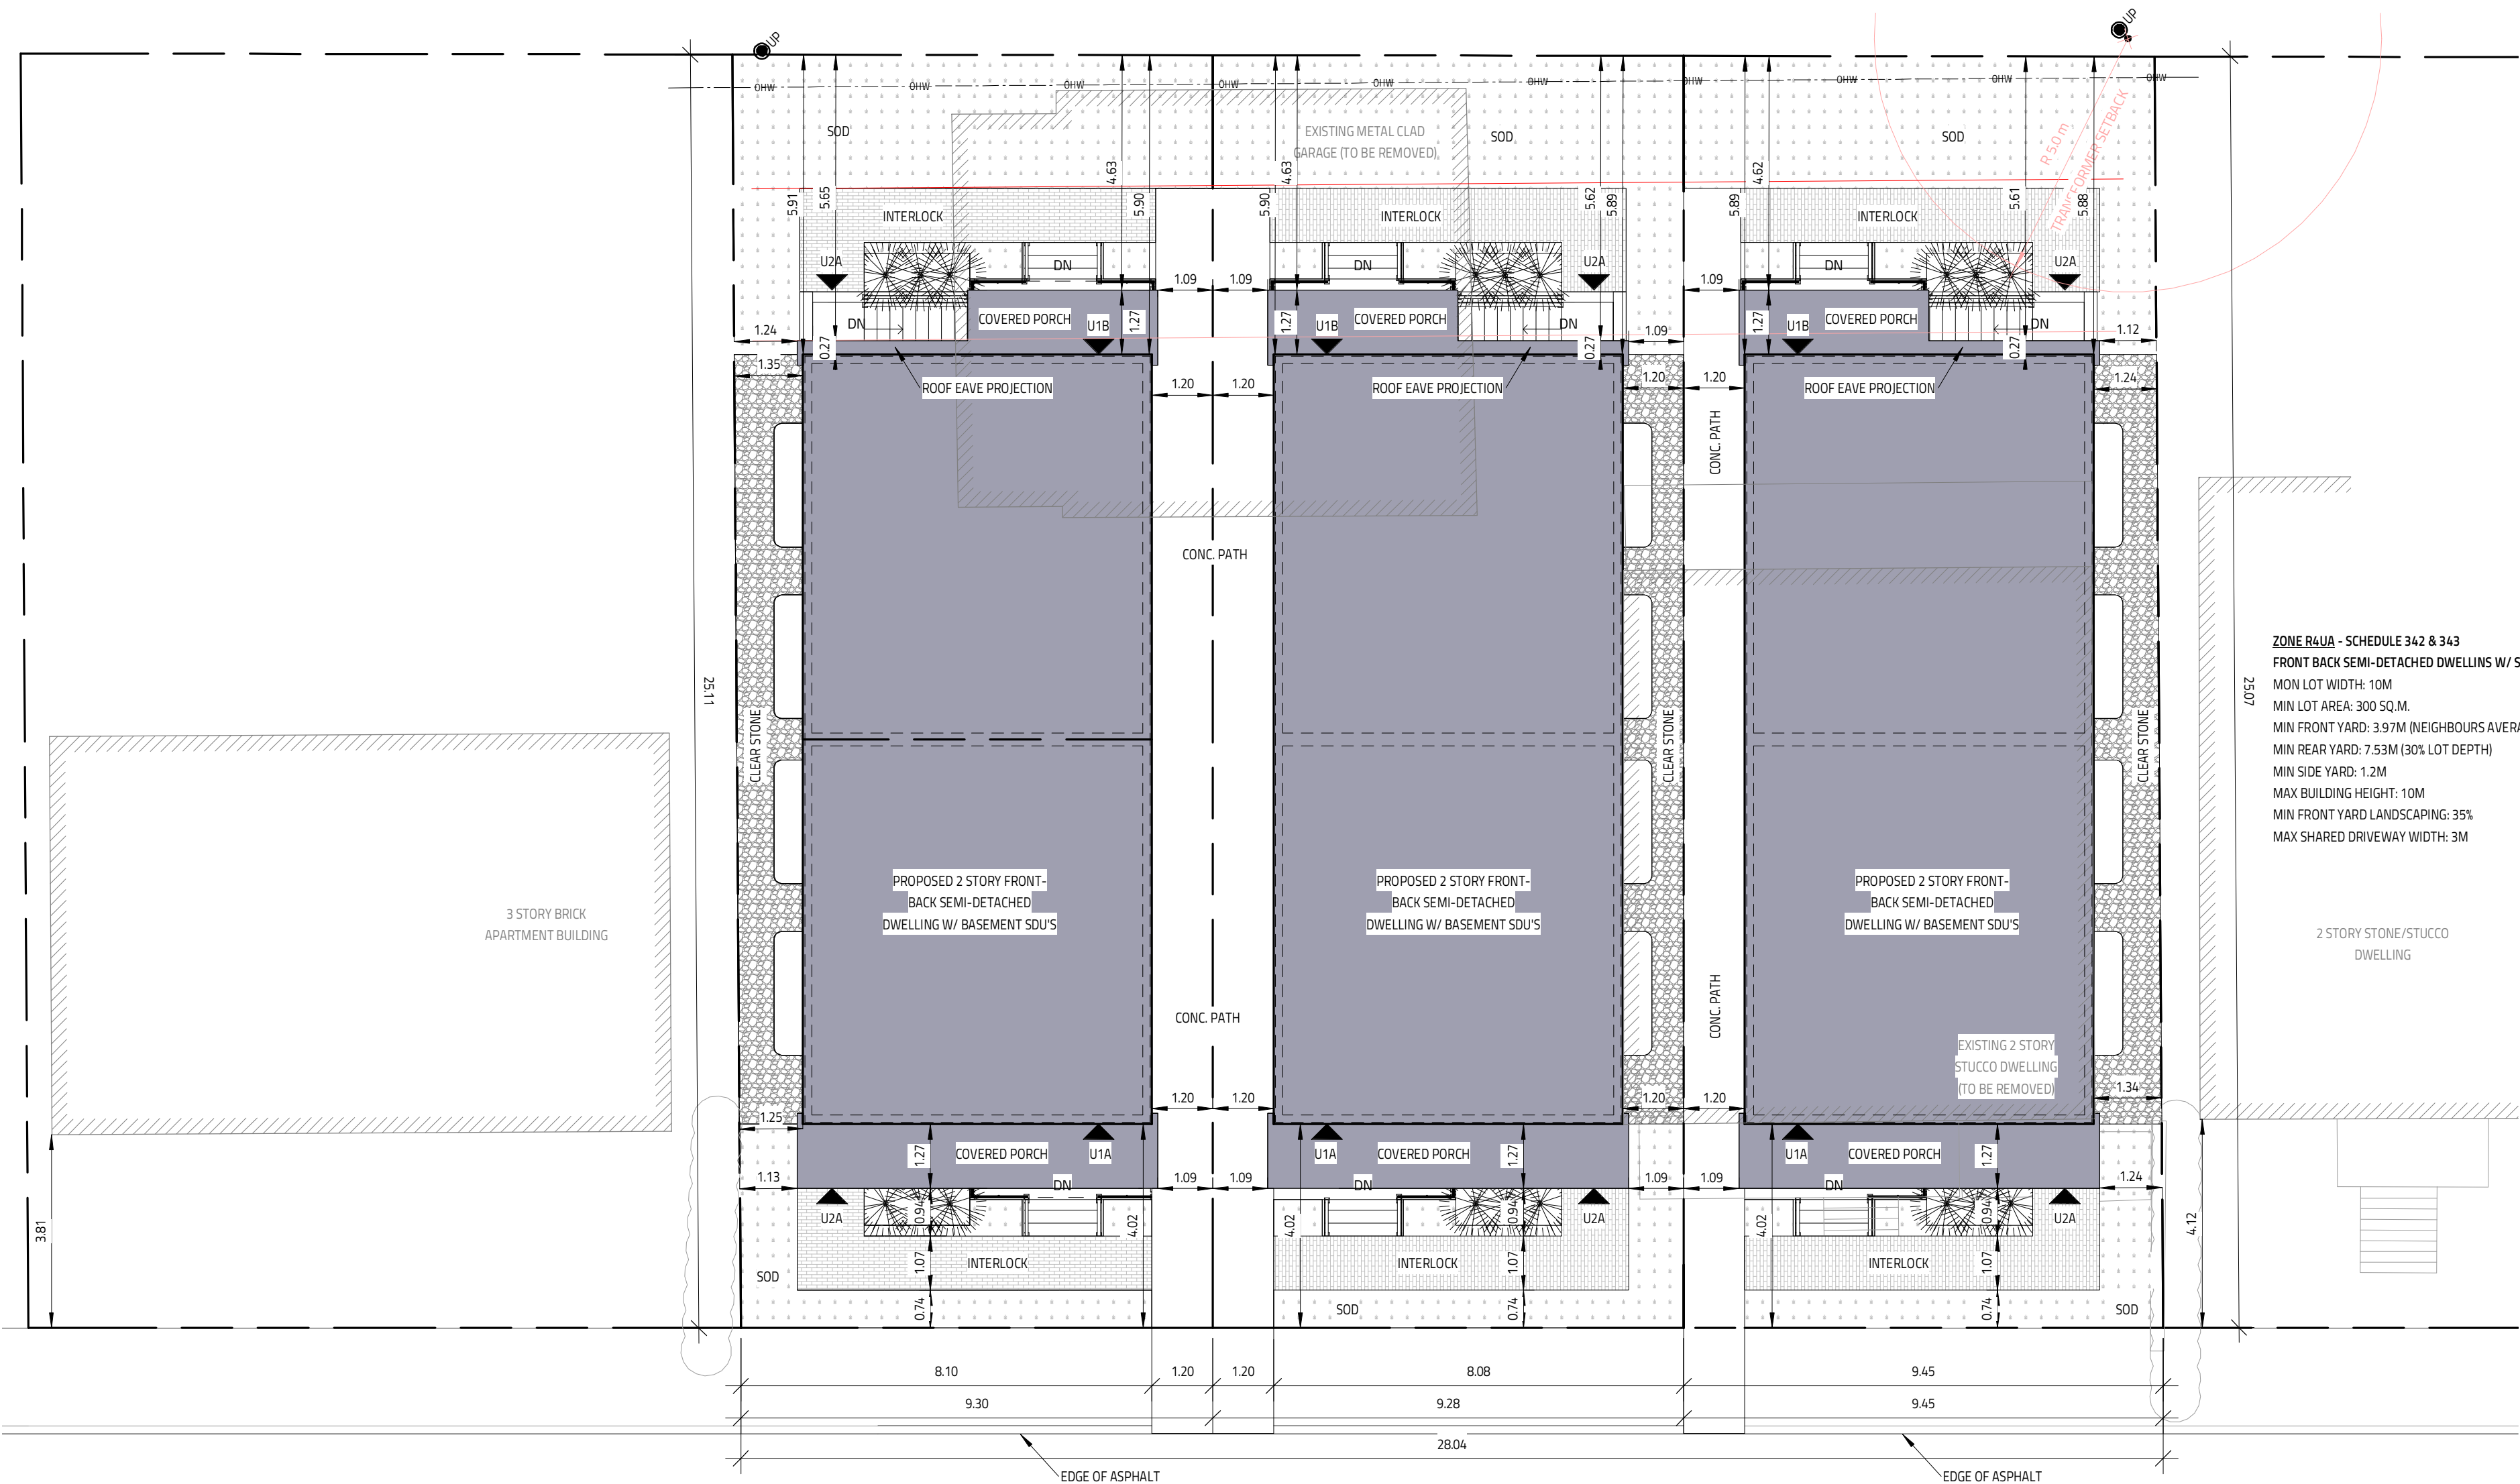 UP
UP
OHW OHW OHW OHW OHW OHW OHW OHW OHW OHW
SOD
EXISTING METAL CLAD
GARAGE (TO BE REMOVED)
SOD
SOD
R 5.0 m
TRANCFORMER SETBACK
5.91
5.65
4.63
5.90
5.90
4.63
5.62
5.89
5.89
4.62
5.61
5.88
INTERLOCK
INTERLOCK
INTERLOCK
U2A
DN
DN
U2A
DN
U2A
1.09
1.09
1.09
COVERED PORCH
U1B
1.27
DN
1.27
U1B
COVERED PORCH
DN
1.27
U1B
COVERED PORCH
DN
1.24
0.27
0.27
1.09
0.27
1.12
1.35
ROOF EAVE PROJECTION
1.20
1.20
ROOF EAVE PROJECTION
1.20
1.20
ROOF EAVE PROJECTION
1.24
CONC. PATH
CONC. PATH
25.11
CLEAR STONE
CLEAR STONE
CLEAR STONE
25.07
ZONE R4UA - SCHEDULE 342 & 343
FRONT BACK SEMI-DETACHED DWELLINS W/ S
MON LOT WIDTH: 10M
MIN LOT AREA: 300 SQ.M.
MIN FRONT YARD: 3.97M (NEIGHBOURS AVERA
MIN REAR YARD: 7.53M (30% LOT DEPTH)
MIN SIDE YARD: 1.2M
MAX BUILDING HEIGHT: 10M
MIN FRONT YARD LANDSCAPING: 35%
MAX SHARED DRIVEWAY WIDTH: 3M
3 STORY BRICK
APARTMENT BUILDING
PROPOSED 2 STORY FRONT-
BACK SEMI-DETACHED
DWELLING W/ BASEMENT SDU'S
PROPOSED 2 STORY FRONT-
BACK SEMI-DETACHED
DWELLING W/ BASEMENT SDU'S
PROPOSED 2 STORY FRONT-
BACK SEMI-DETACHED
DWELLING W/ BASEMENT SDU'S
2 STORY STONE/STUCCO
DWELLING
CONC. PATH
CONC. PATH
EXISTING 2 STORY
STUCCO DWELLING
(TO BE REMOVED)
1.25
1.20
1.20
1.20
1.20
1.34
1.27
COVERED PORCH
U1A
U1A
COVERED PORCH
1.27
U1A
COVERED PORCH
1.27
1.13
DN
1.09
1.09
DN
1.09
1.09
DN
1.24
3.81
U2A
0.94
4.02
4.02
0.94
U2A
4.02
0.94
U2A
4.12
SOD
1.07
INTERLOCK
INTERLOCK
1.07
INTERLOCK
1.07
0.74
SOD
0.74
0.74
SOD
8.10
1.20
1.20
8.08
9.45
9.30
9.28
9.45
28.04
EDGE OF ASPHALT
EDGE OF ASPHALT